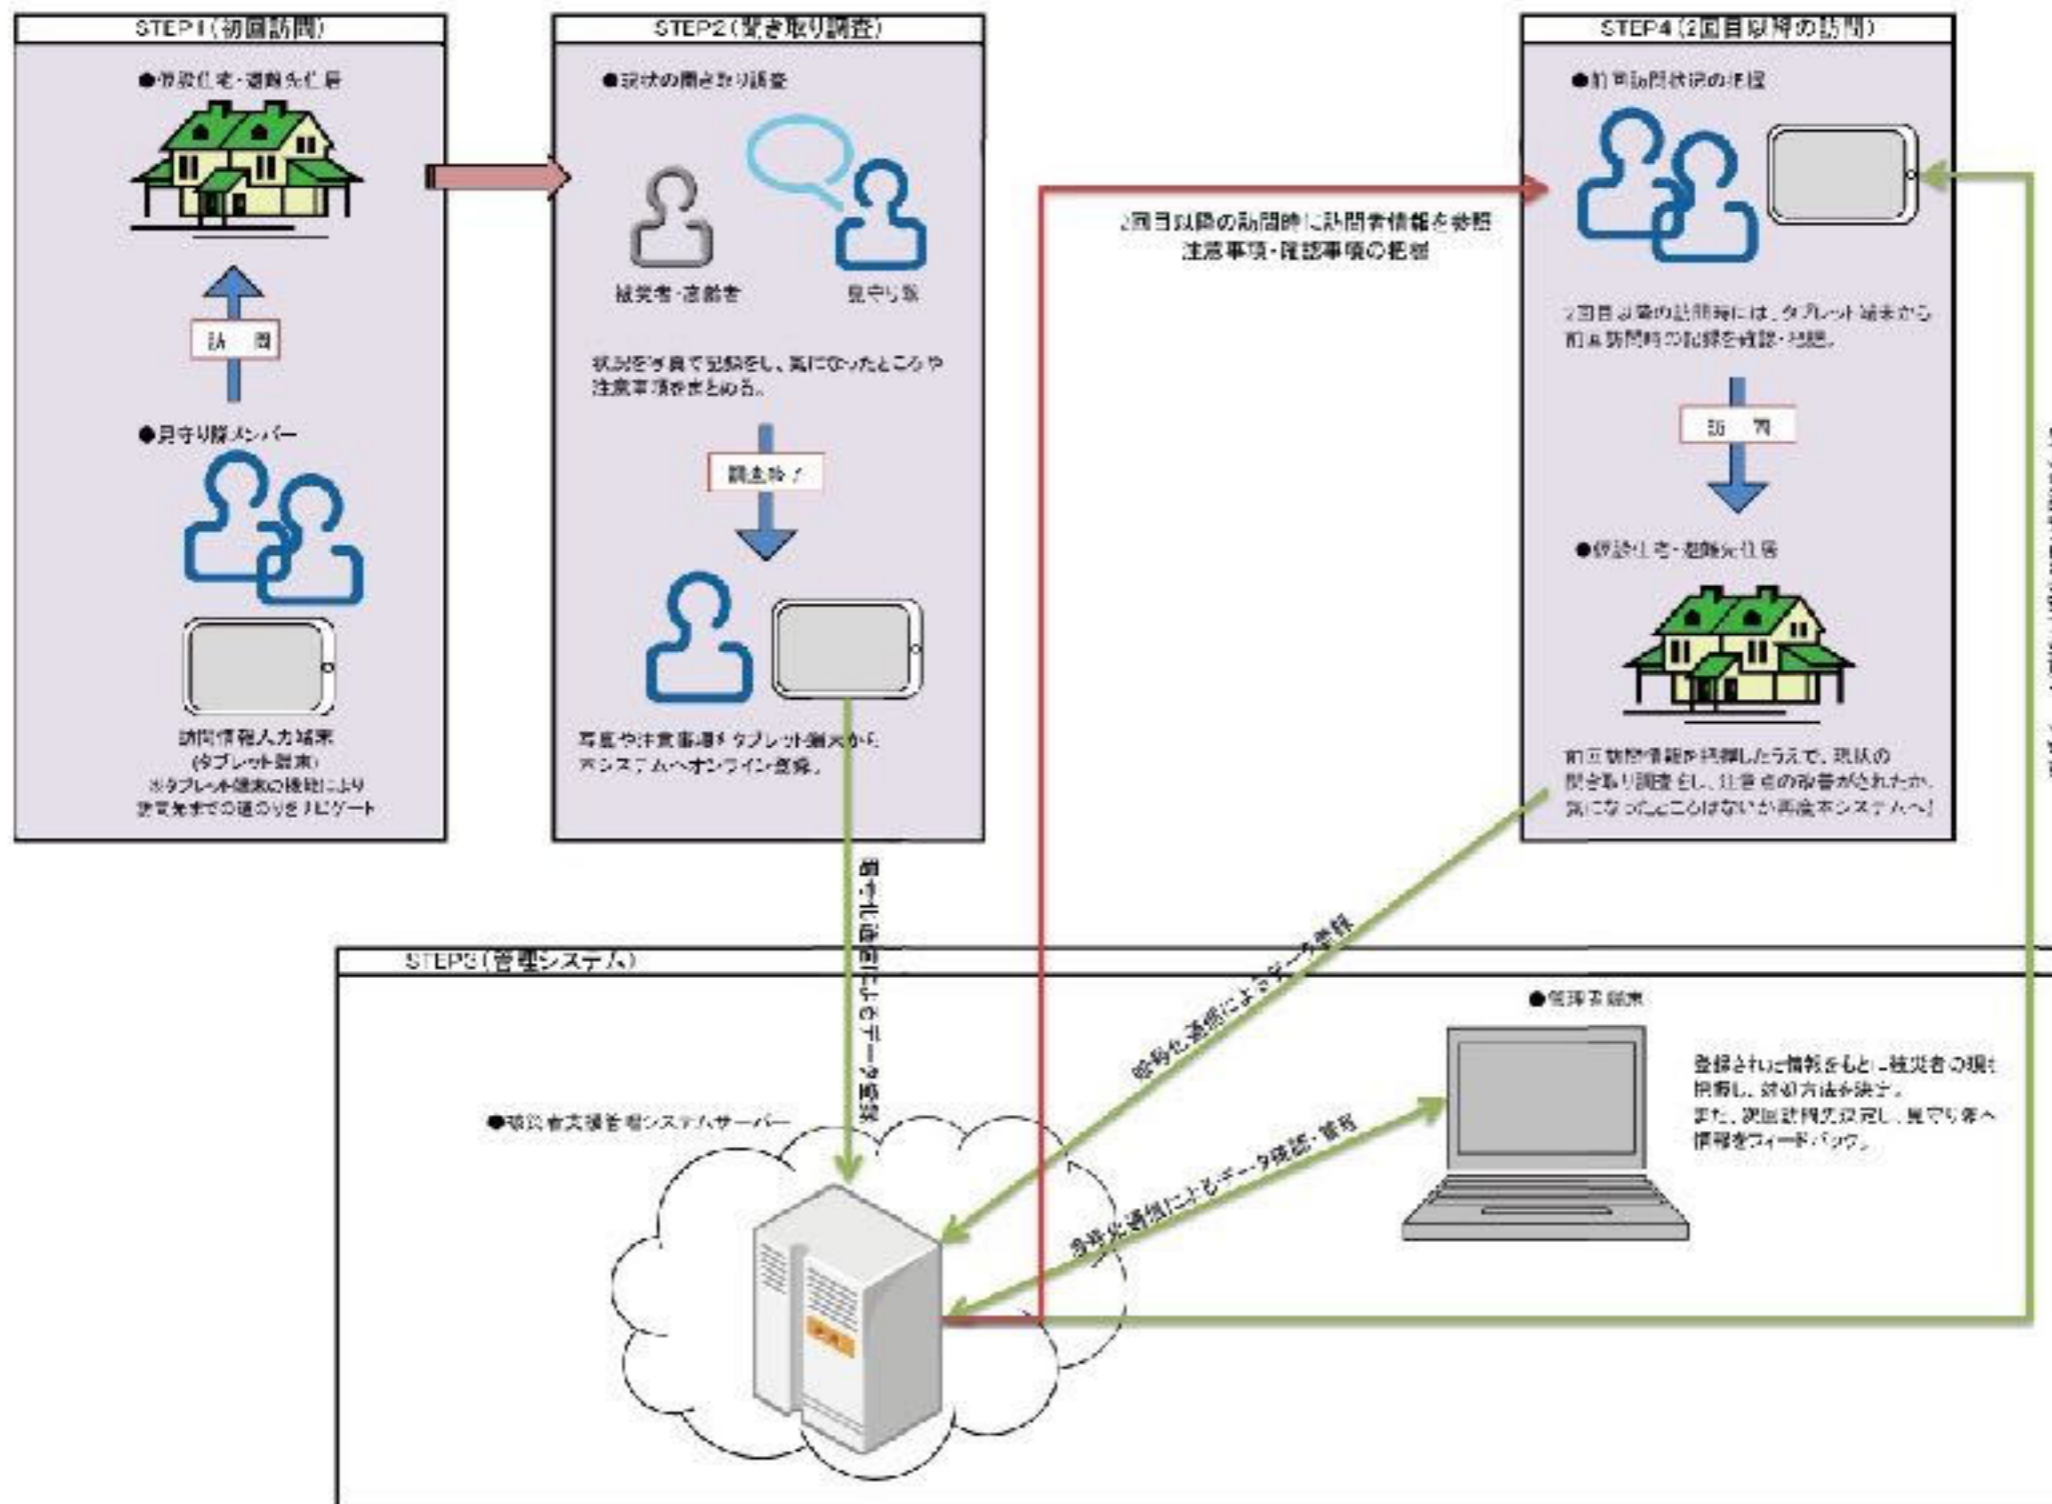 STEP1(初回訪問)
●仮設住宅・避難先住居
訪 問
●見守り隊メンバー
訪問情報入力端末
(タブレット端末)
※タブレット端末の機能により
訪問先までの道のりをナビゲート
STEP2(聞き取り調査)
●現状の聞き取り調査
被災者・高齢者
見守り隊
状況を写真で記録をし、気になったところや
注意事項をまとめる。
調査終了
写真や注意事項をタブレット端末から
本システムへオンライン登録。
暗号化通信によるデータ登録
2回目以降の訪問時に訪問者情報を参照
注意事項・確認事項の把握
STEP4(2回目以降の訪問)
●前回訪問状況の把握
2回目以降の訪問時には、タブレット端末から
前回訪問時の記録を確認・把握。
訪 問
●仮設住宅・避難先住居
前回訪問情報を把握したうえで、現状の
聞き取り調査をし、注意点の改善がされたか、
気になったところはないか再度本システムへ
暗号化通信によるデータ登録
STEP3(管理システム)
●被災者支援管理システムサーバー
暗号化通信によるデータ確認・管理
●管理者端末
登録された情報をもとに被災者の現
把握し、対処方法を決定。
また、次回訪問先設定し、見守り隊へ
情報をフィードバック。